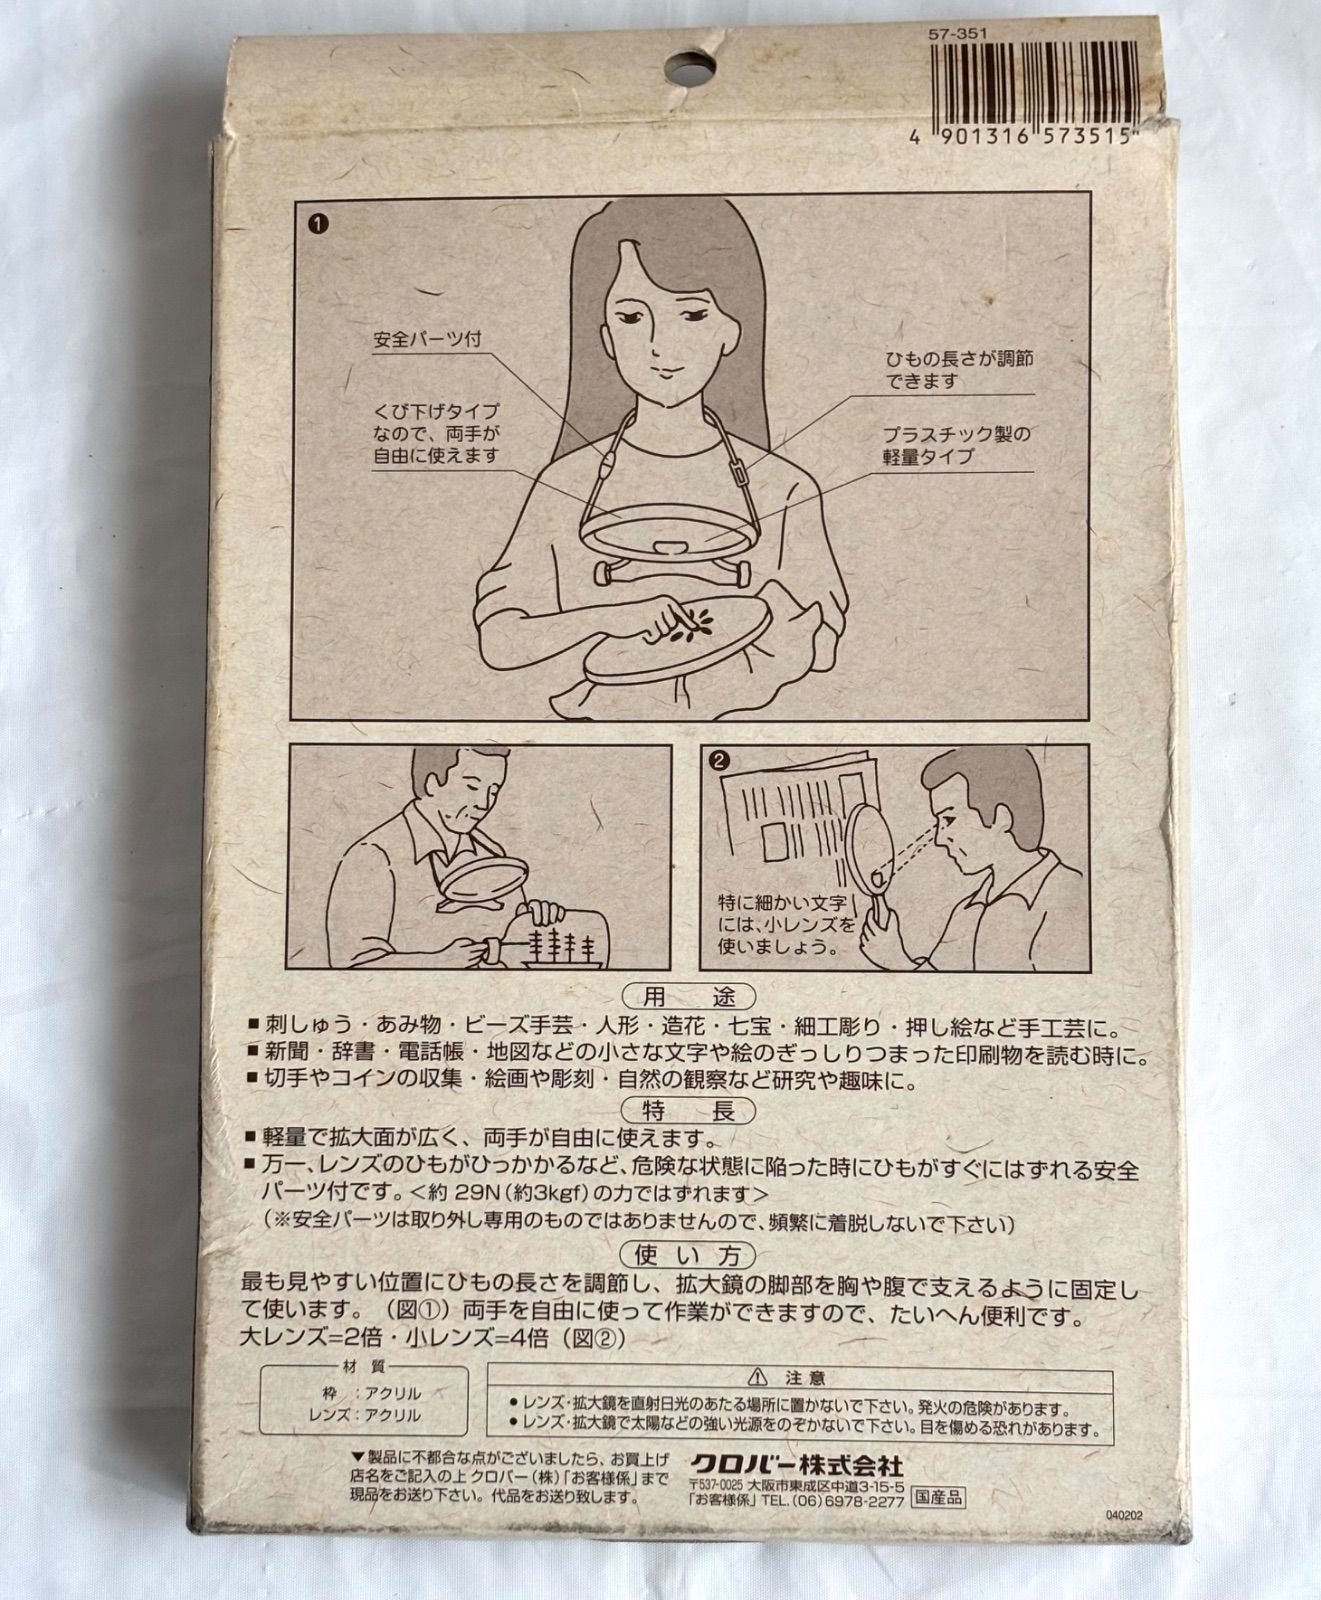 57-351
4 901316 573515
❶
安全パーツ付
くび下げタイプ
なので、両手が
自由に使えます
ひもの長さが調節
できます
プラスチック製の
軽量タイプ
❷
特に細かい文字
には、小レンズを
使いましょう。
用 途
■刺しゅう・あみ物・ビーズ手芸・人形・造花・七宝・細工彫り・押し絵など手工芸に。
■新聞・辞書・電話帳・地図などの小さな文字や絵のぎっしりつまった印刷物を読む時に。
■切手やコインの収集・絵画や彫刻・自然の観察など研究や趣味に。
特 長
■軽量で拡大面が広く、両手が自由に使えます。
■万一、レンズのひもがひっかかるなど、危険な状態に陥った時にひもがすぐにはずれる安全
パーツ付です。<約 29N(約3kgf)の力ではずれます>
(※安全パーツは取り外し専用のものではありませんので、頻繁に着脱しないで下さい)
使 い 方
最も見やすい位置にひもの長さを調節し、拡大鏡の脚部を胸や腹で支えるように固定し
て使います。(図①)両手を自由に使って作業ができますので、たいへん便利です。
大レンズ=2倍・小レンズ=4倍(図②)
材 質
枠 :アクリル
レンズ:アクリル
⚠ 注 意
●レンズ・拡大鏡を直射日光のあたる場所に置かないで下さい。発火の危険があります。
●レンズ・拡大鏡で太陽などの強い光源をのぞかないで下さい。目を傷める恐れがあります。
▼製品に不都合な点がございましたら、お買上げ
店名をご記入の上 クロバー(株)「お客様係」まで
現品をお送り下さい。代品をお送り致します。
クロバー株式会社
〒537-0025 大阪市東成区中道3-15-5
「お客様係」TEL.(06)6978-2277 国産品
040202